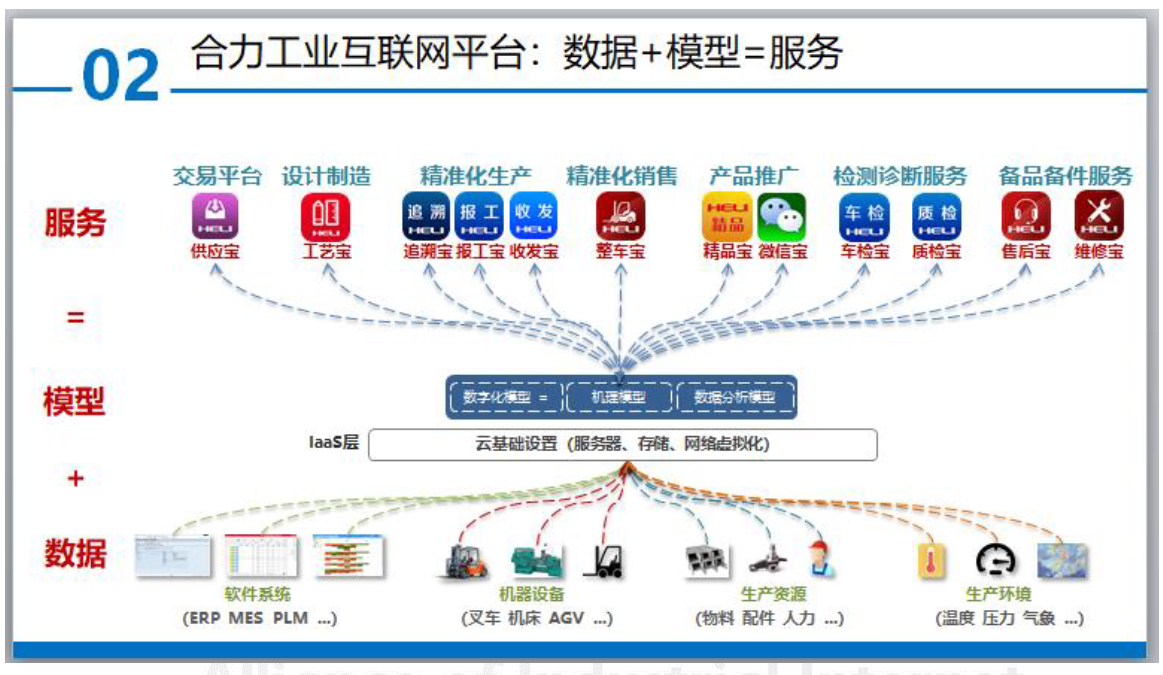 02 合力工业互联网平台：数据+模型=服务
交易平台 设计制造 精准化生产 精准化销售 产品推广 检测诊断服务 备品备件服务
服务
HELI
HELI
追溯 HELI
报工 HELI
收发 HELI
HELI
HELI 精品
车检 HELI
质检 HELI
HELI
HELI
供应宝 工艺宝 追溯宝 报工宝 收发宝 整车宝 精品宝 微信宝 车检宝 质检宝 售后宝 维修宝
=
模型
数字化模型 = 机理模型 数据分析模型
IaaS层 云基础设置（服务器、存储、网络虚拟化）
+
数据
软件系统 机器设备 生产资源 生产环境
(ERP MES PLM ...) (叉车 机床 AGV ...) (物料 配件 人力 ...) (温度 压力 气象 ...)
Alliance of Industrial Internet